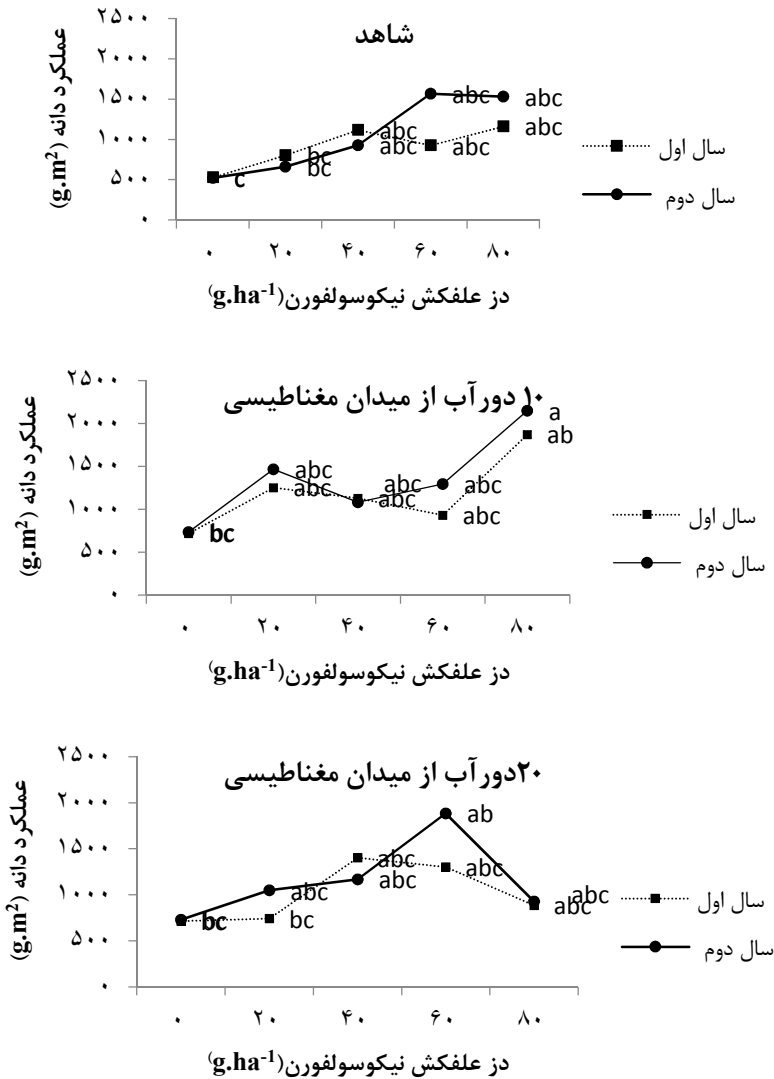 شاهد
عملکرد دانه (g.m²)
۲۵۰۰
۲۰۰۰
۱۵۰۰
۱۰۰۰
۵۰۰
۰
abc
abc
abc
abc
abc
abc
bc
bc
c
سال اول
سال دوم
۰ ۲۰ ۴۰ ۶۰ ۸۰
دز علفکش نیکوسولفورن(g.ha⁻¹)
۱۰ دورآب از میدان مغناطیسی
عملکرد دانه (g.m²)
۲۵۰۰
۲۰۰۰
۱۵۰۰
۱۰۰۰
۵۰۰
۰
a
ab
abc
abc
abc
abc
abc
abc
bc
سال اول
سال دوم
۰ ۲۰ ۴۰ ۶۰ ۸۰
دز علفکش نیکوسولفورن(g.ha⁻¹)
۲۰دورآب از میدان مغناطیسی
عملکرد دانه (g.m²)
۲۵۰۰
۲۰۰۰
۱۵۰۰
۱۰۰۰
۵۰۰
۰
ab
abc
abc
abc
abc
abc
abc
bc
bc
سال اول
سال دوم
۰ ۲۰ ۴۰ ۶۰ ۸۰
دز علفکش نیکوسولفورن(g.ha⁻¹)